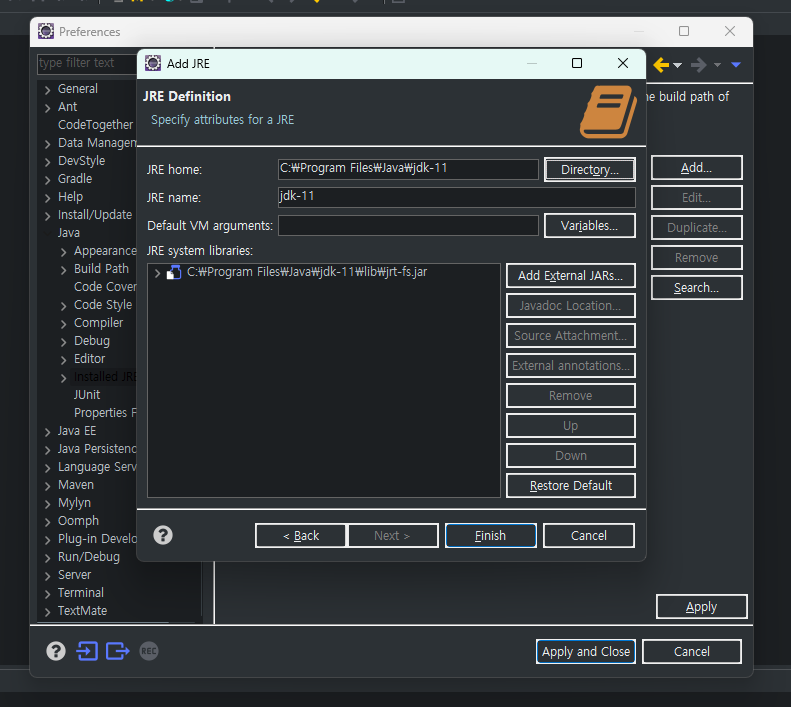 Preferences
type filter text
General
Ant
CodeTogether
Data Managen
DevStyle
Gradle
Help
Install/Update
Java
Appearance
Build Path
Code Cover
Code Style
Compiler
Debug
Editor
Installed JRE
JUnit
Properties F
Java EE
Java Persistenc
Language Serv
Maven
Mylyn
Oomph
Plug-in Develo
Run/Debug
Server
Terminal
TextMate
Add JRE
JRE Definition
Specify attributes for a JRE
JRE home:
C:₩Program Files₩Java₩jdk-11
Directory...
JRE name:
jdk-11
Default VM arguments:
Variables...
JRE system libraries:
C:₩Program Files₩Java₩jdk-11₩lib₩jrt-fs.jar
Add External JARs...
Javadoc Location...
Source Attachment...
External annotations...
Remove
Up
Down
Restore Default
< Back
Next >
Finish
Cancel
he build path of
Add...
Edit...
Duplicate...
Remove
Search...
Apply
REC
Apply and Close
Cancel